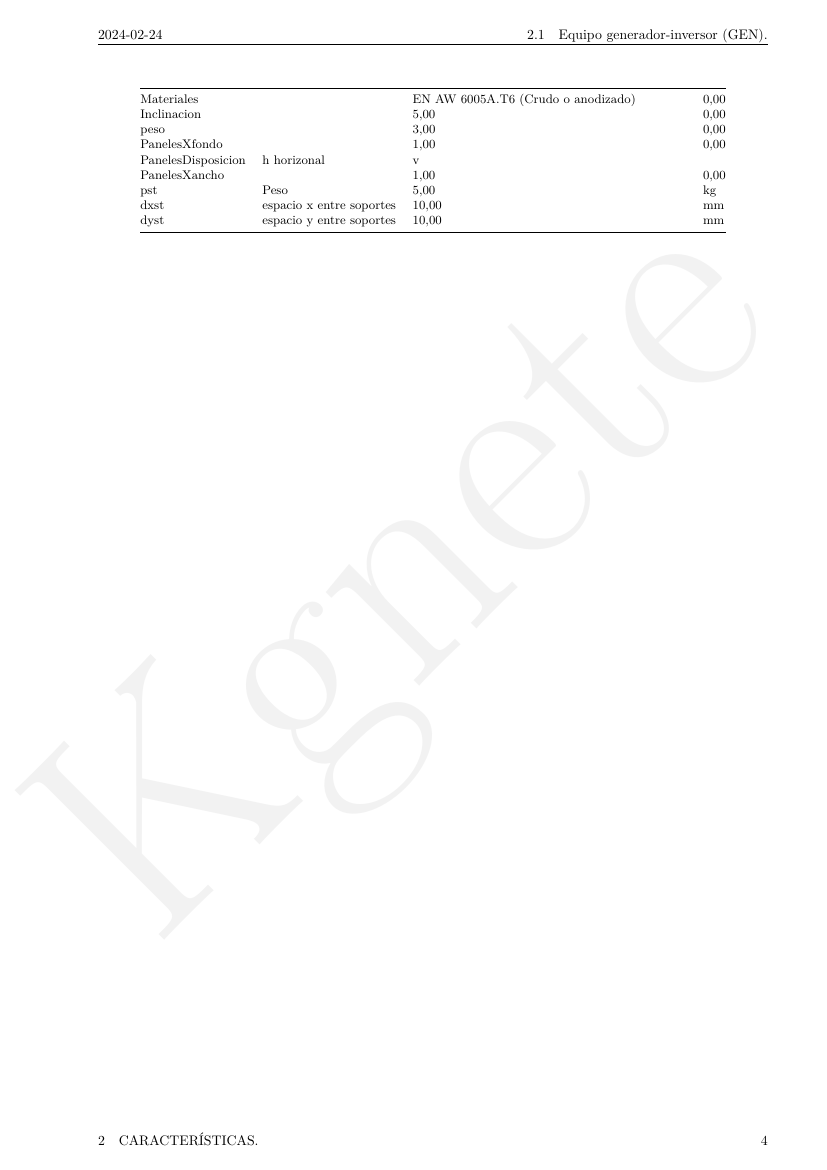 2024-02-24 2.1 Equipo generador-inversor (GEN).
Materiales EN AW 6005A.T6 (Crudo o anodizado) 0,00
Inclinacion 5,00 0,00
peso 3,00 0,00
PanelesXfondo 1,00 0,00
PanelesDisposicion h horizonal v
PanelesXancho 1,00 0,00
pst Peso 5,00 kg
dxst espacio x entre soportes 10,00 mm
dyst espacio y entre soportes 10,00 mm
Kgnete
2 CARACTERÍSTICAS. 4